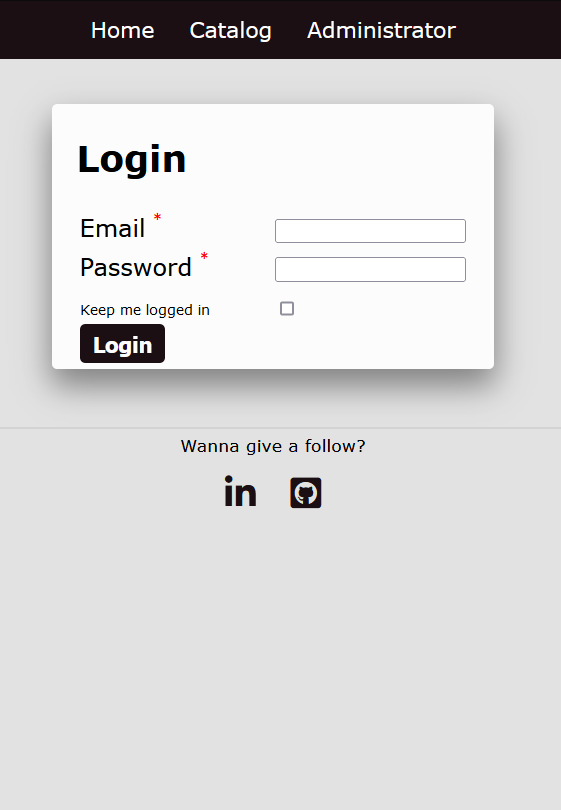 Home Catalog Administrator
Login
Email *
Password *
Keep me logged in
Login
Wanna give a follow?
in